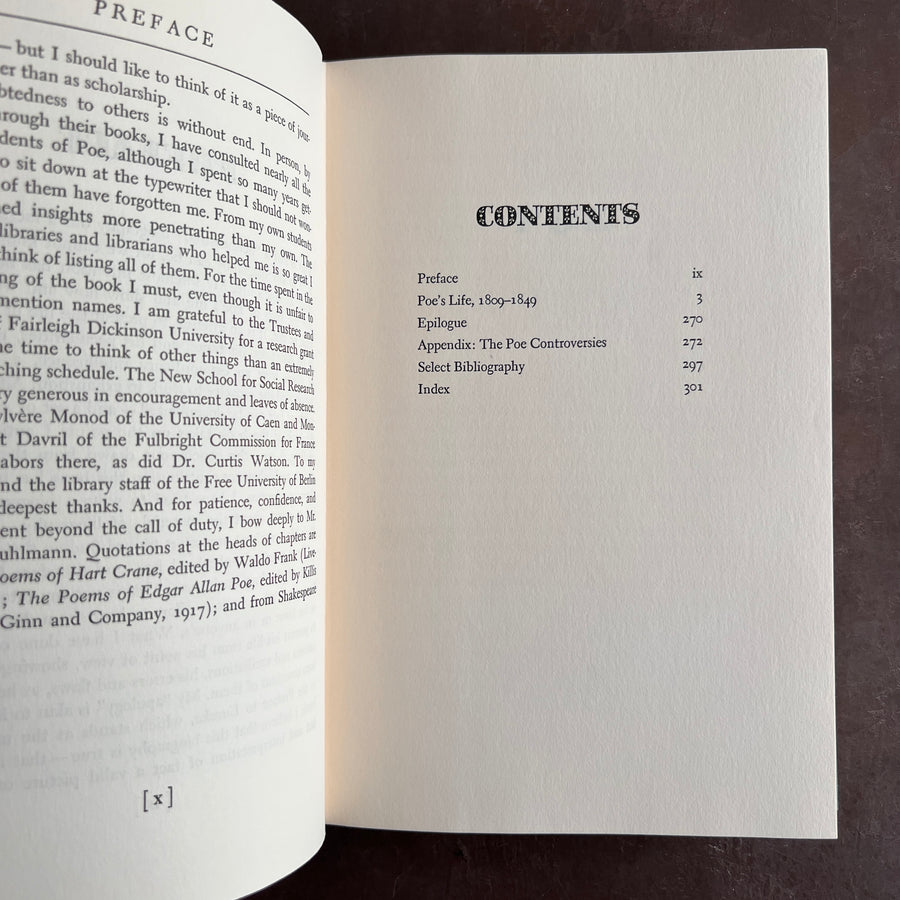 PREFACE
—but I should like to think of it as a piece of jour-
er than as scholarship.
btedness to others is without end. In person, by
rough their books, I have consulted nearly all the
dents of Poe, although I spent so many years get-
o sit down at the typewriter that I should not won-
of them have forgotten me. From my own students
ed insights more penetrating than my own. The
libraries and librarians who helped me is so great I
think of listing all of them. For the time spent in the
ng of the book I must, even though it is unfair to
mention names. I am grateful to the Trustees and
Fairleigh Dickinson University for a research grant
e time to think of other things than an extremely
ching schedule. The New School for Social Research
ry generous in encouragement and leaves of absence.
ylvère Monod of the University of Caen and Mon-
t Davril of the Fulbright Commission for France
abors there, as did Dr. Curtis Watson. To my
nd the library staff of the Free University of Berlin
deepest thanks. And for patience, confidence, and
ent beyond the call of duty, I bow deeply to Mr.
uhlmann. Quotations at the heads of chapters are
oems of Hart Crane, edited by Waldo Frank (Live-
; The Poems of Edgar Allan Poe, edited by Killis
Ginn and Company, 1917); and from Shakespeare
[x]
CONTENTS
Preface ix
Poe's Life, 1809–1849 3
Epilogue 270
Appendix: The Poe Controversies 272
Select Bibliography 297
Index 301